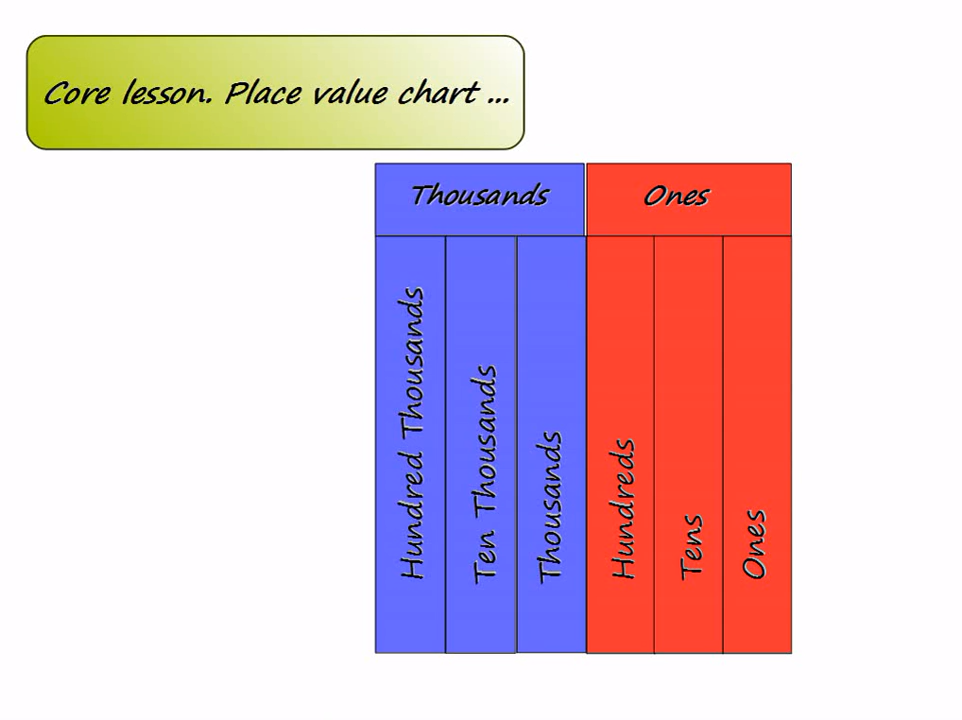 Core lesson. Place value chart ...
Thousands
Ones
Hundred Thousands
Ten Thousands
Thousands
Hundreds
Tens
Ones